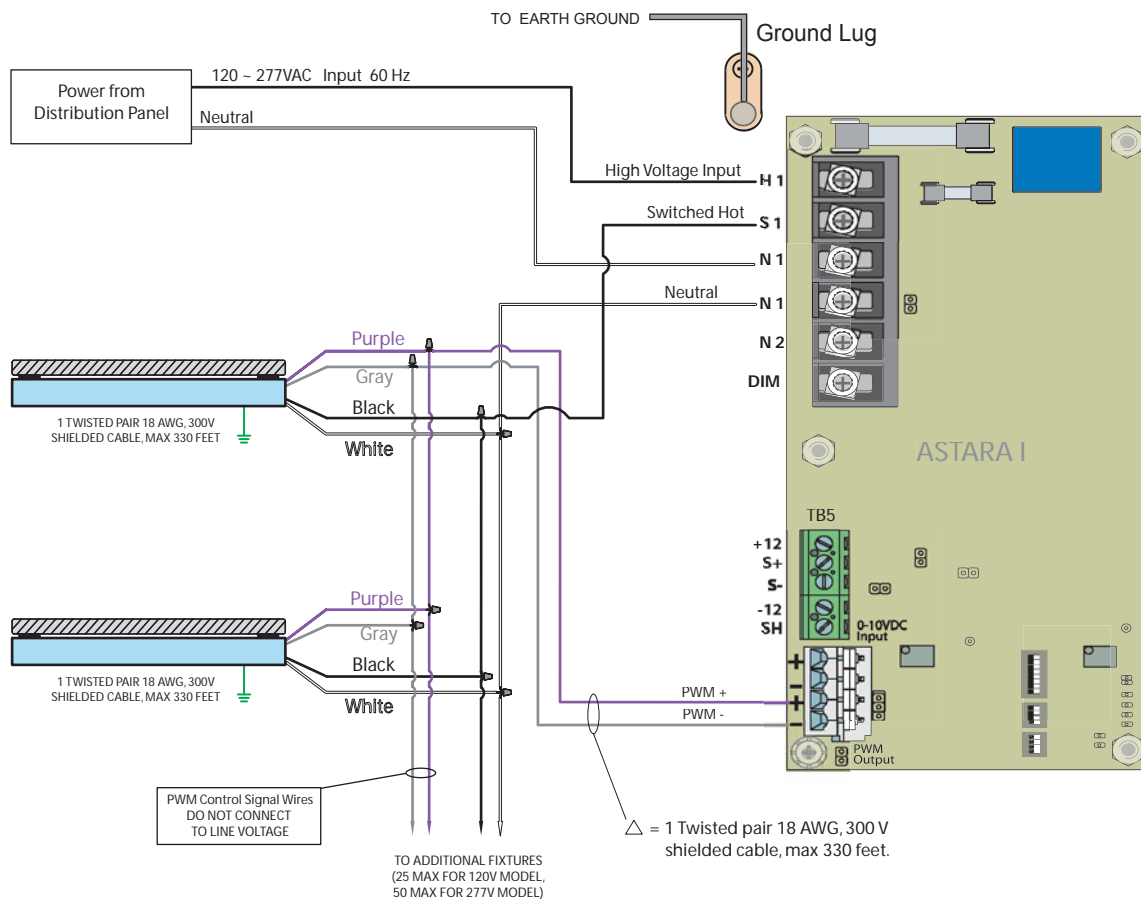 TO EARTH GROUND
Ground Lug
Power from
Distribution Panel
120 ~ 277VAC Input 60 Hz
Neutral
High Voltage Input
H 1
Switched Hot
S 1
N 1
Neutral
N 1
N 2
DIM
Purple
Gray
Black
White
1 TWISTED PAIR 18 AWG, 300V
SHIELDED CABLE, MAX 330 FEET
ASTARA I
TB5
+12
S+
S-
-12
SH
0-10VDC
Input
+
-
+
-
PWM +
PWM -
PWM
Output
Purple
Gray
Black
White
1 TWISTED PAIR 18 AWG, 300V
SHIELDED CABLE, MAX 330 FEET
PWM Control Signal Wires
DO NOT CONNECT
TO LINE VOLTAGE
△ = 1 Twisted pair 18 AWG, 300 V
shielded cable, max 330 feet.
TO ADDITIONAL FIXTURES
(25 MAX FOR 120V MODEL,
50 MAX FOR 277V MODEL)